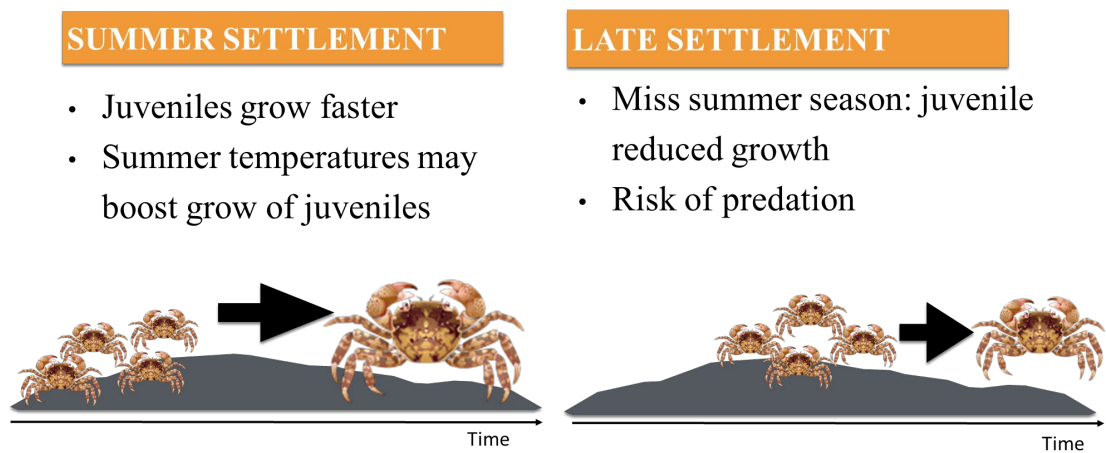 SUMMER SETTLEMENT
• Juveniles grow faster
• Summer temperatures may
boost grow of juveniles
Time
LATE SETTLEMENT
• Miss summer season: juvenile
reduced growth
• Risk of predation
Time